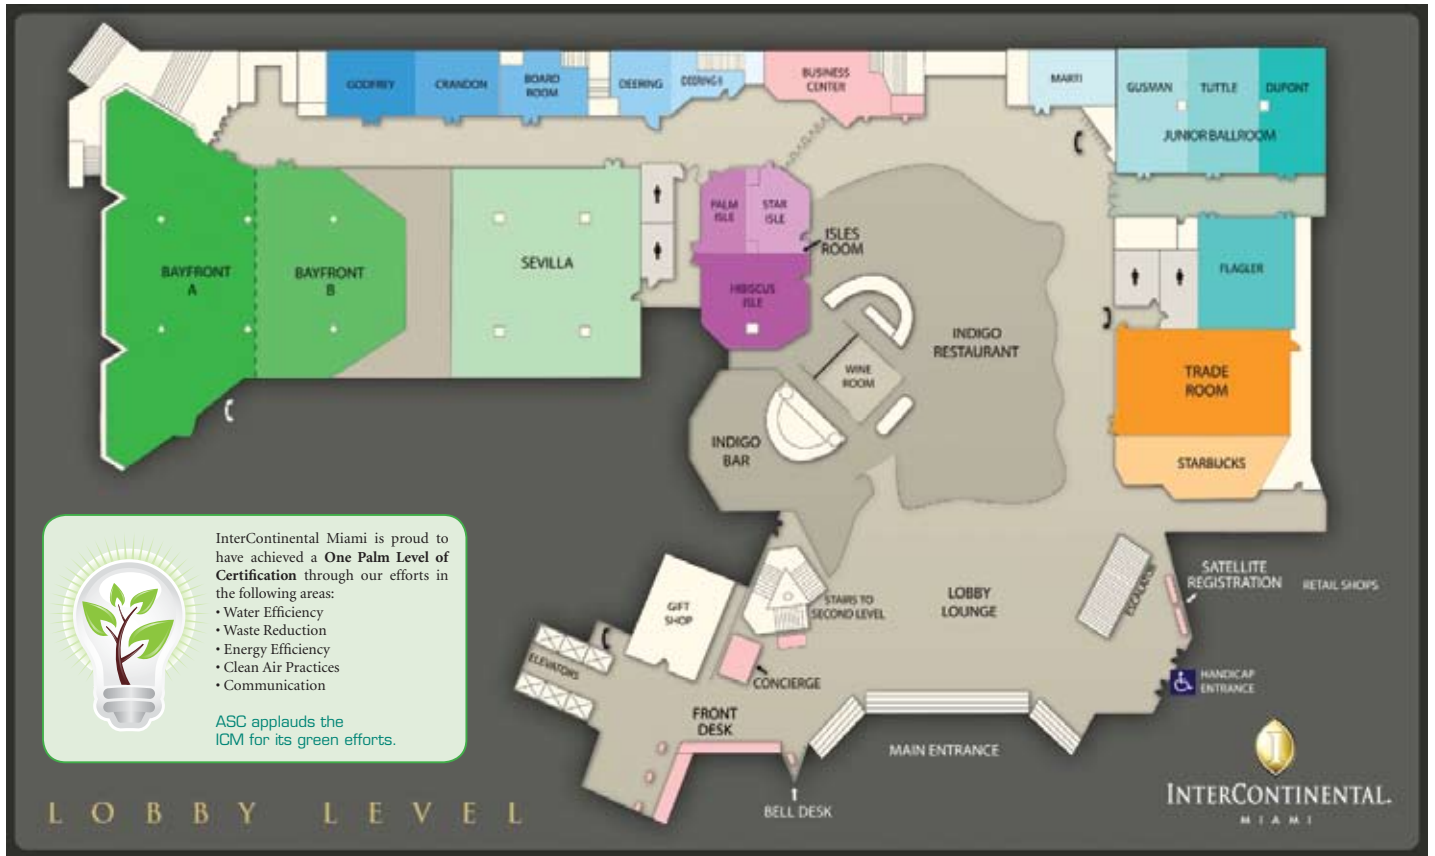 GODFREY
CRANDON
BOARD
ROOM
DEERING
DEERING II
BUSINESS
CENTER
MARTI
GUSMAN
TUTTLE
DUPONT
JUNIOR BALLROOM
PALM
ISLE
STAR
ISLE
ISLES
ROOM
BAYFRONT
A
BAYFRONT
B
SEVILLA
HIBISCUS
ISLE
FLAGLER
INDIGO
RESTAURANT
WINE
ROOM
TRADE
ROOM
INDIGO
BAR
STARBUCKS
InterContinental Miami is proud to
have achieved a One Palm Level of
Certification through our efforts in
the following areas:
• Water Efficiency
• Waste Reduction
• Energy Efficiency
• Clean Air Practices
• Communication
ASC applauds the
ICM for its green efforts.
GIFT
SHOP
STAIRS TO
SECOND LEVEL
LOBBY
LOUNGE
ESCALATOR
SATELLITE
REGISTRATION
RETAIL SHOPS
ELEVATORS
CONCIERGE
HANDICAP
ENTRANCE
FRONT
DESK
MAIN ENTRANCE
BELL DESK
LOBBY LEVEL
I
INTERCONTINENTAL.
MIAMI